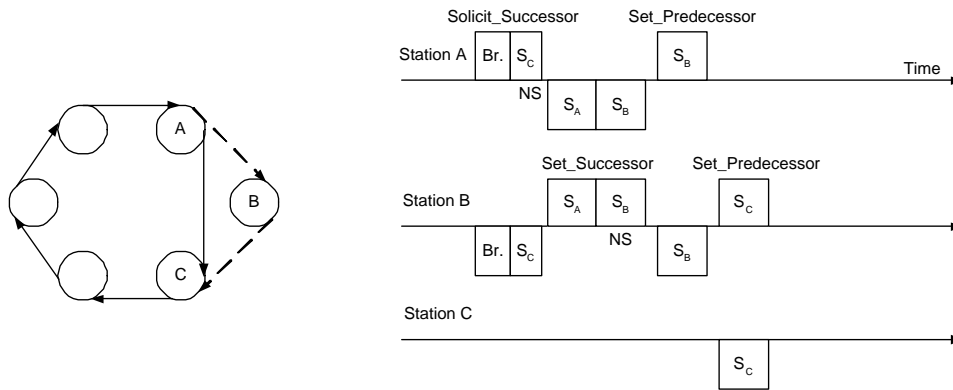 Solicit_Successor Set_Predecessor
Station A Br. S_C S_B Time
NS S_A S_B
A
Set_Successor Set_Predecessor
Station B S_A S_B S_C
B
NS
Br. S_C S_B
C
Station C
S_C